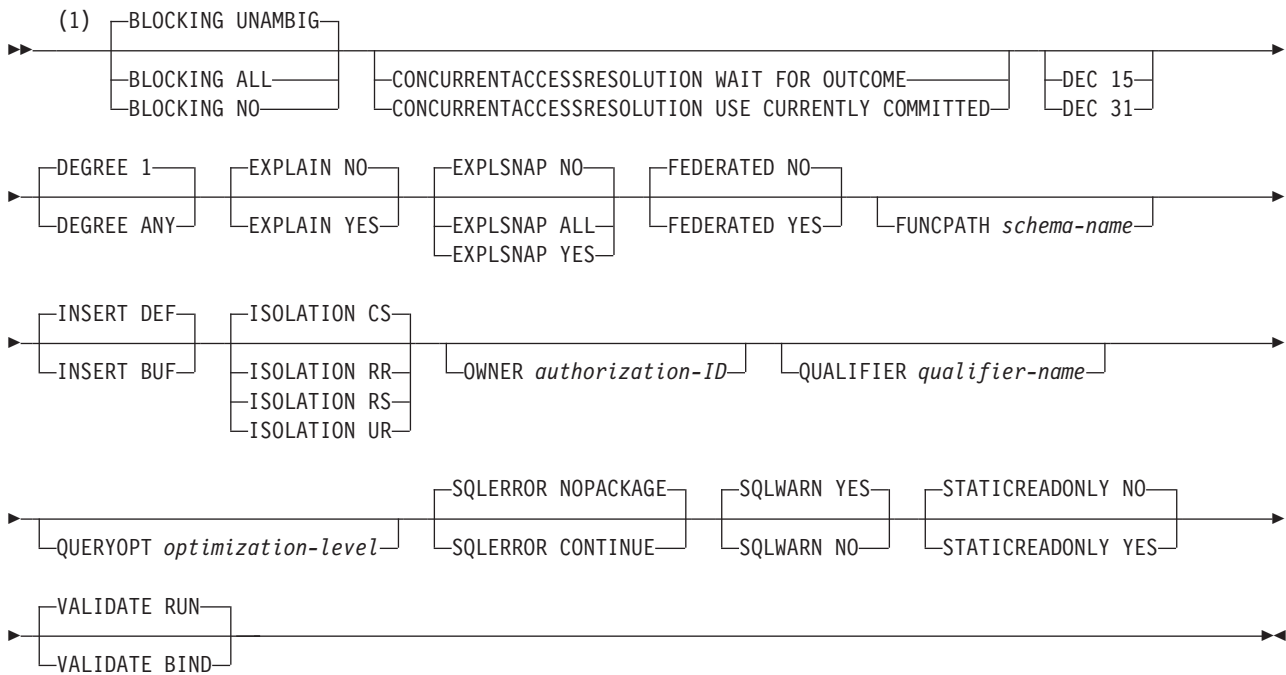 (1) BLOCKING UNAMBIG
BLOCKING ALL
BLOCKING NO
CONCURRENTACCESSRESOLUTION WAIT FOR OUTCOME
CONCURRENTACCESSRESOLUTION USE CURRENTLY COMMITTED
DEC 15
DEC 31
DEGREE 1
DEGREE ANY
EXPLAIN NO
EXPLAIN YES
EXPLSNAP NO
EXPLSNAP ALL
EXPLSNAP YES
FEDERATED NO
FEDERATED YES
FUNCPATH schema-name
INSERT DEF
INSERT BUF
ISOLATION CS
ISOLATION RR
ISOLATION RS
ISOLATION UR
OWNER authorization-ID
QUALIFIER qualifier-name
QUERYOPT optimization-level
SQLERROR NOPACKAGE
SQLERROR CONTINUE
SQLWARN YES
SQLWARN NO
STATICREADONLY NO
STATICREADONLY YES
VALIDATE RUN
VALIDATE BIND